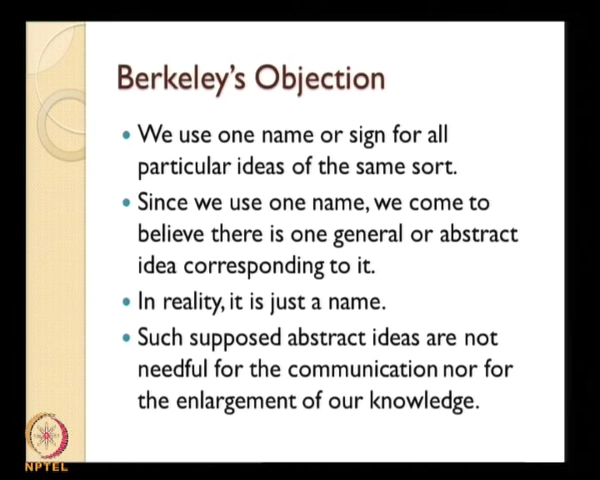 Berkeley's Objection
We use one name or sign for all
particular ideas of the same sort.
Since we use one name, we come to
believe there is one general or abstract
idea corresponding to it.
In reality, it is just a name.
Such supposed abstract ideas are not
needful for the communication nor for
the enlargement of our knowledge.
NPTEL